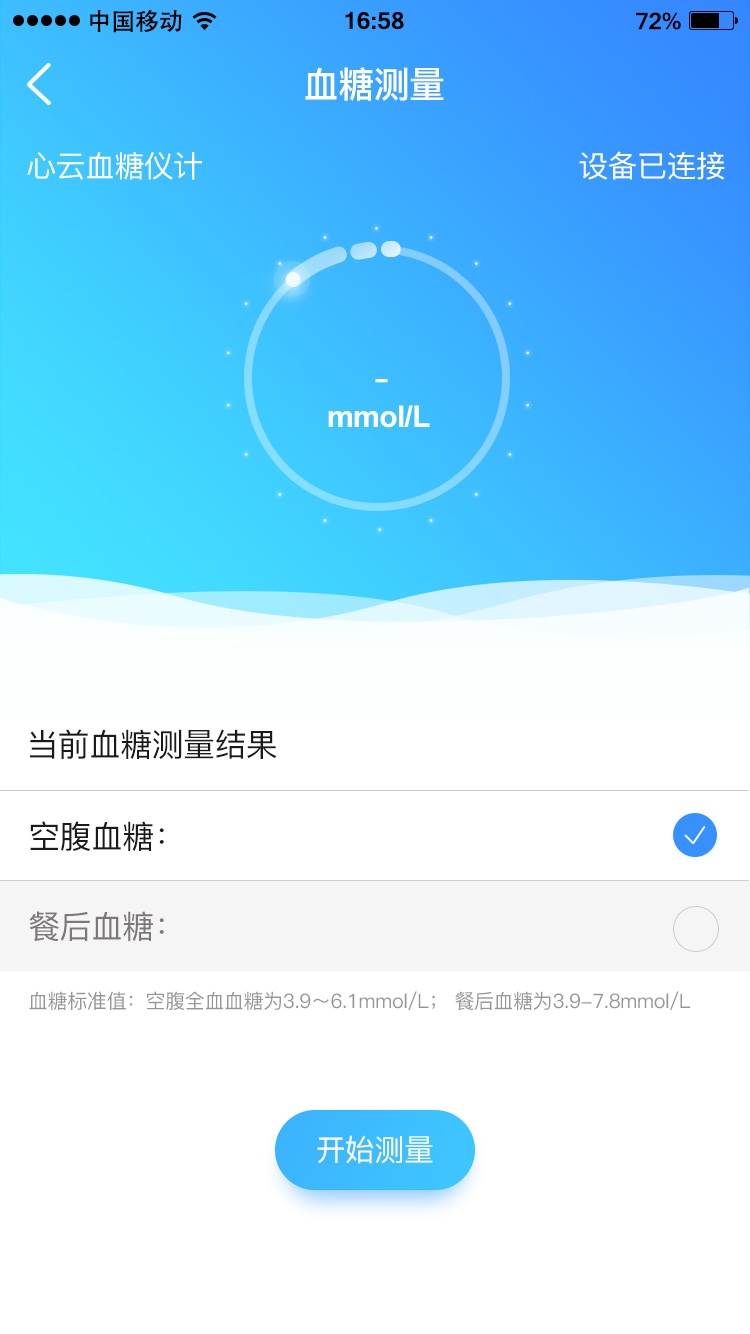 中国移动 16:58 72%
血糖测量
心云血糖仪计 设备已连接
–
mmol/L
当前血糖测量结果
空腹血糖：
餐后血糖：
血糖标准值：空腹全血血糖为3.9～6.1mmol/L； 餐后血糖为3.9–7.8mmol/L
开始测量